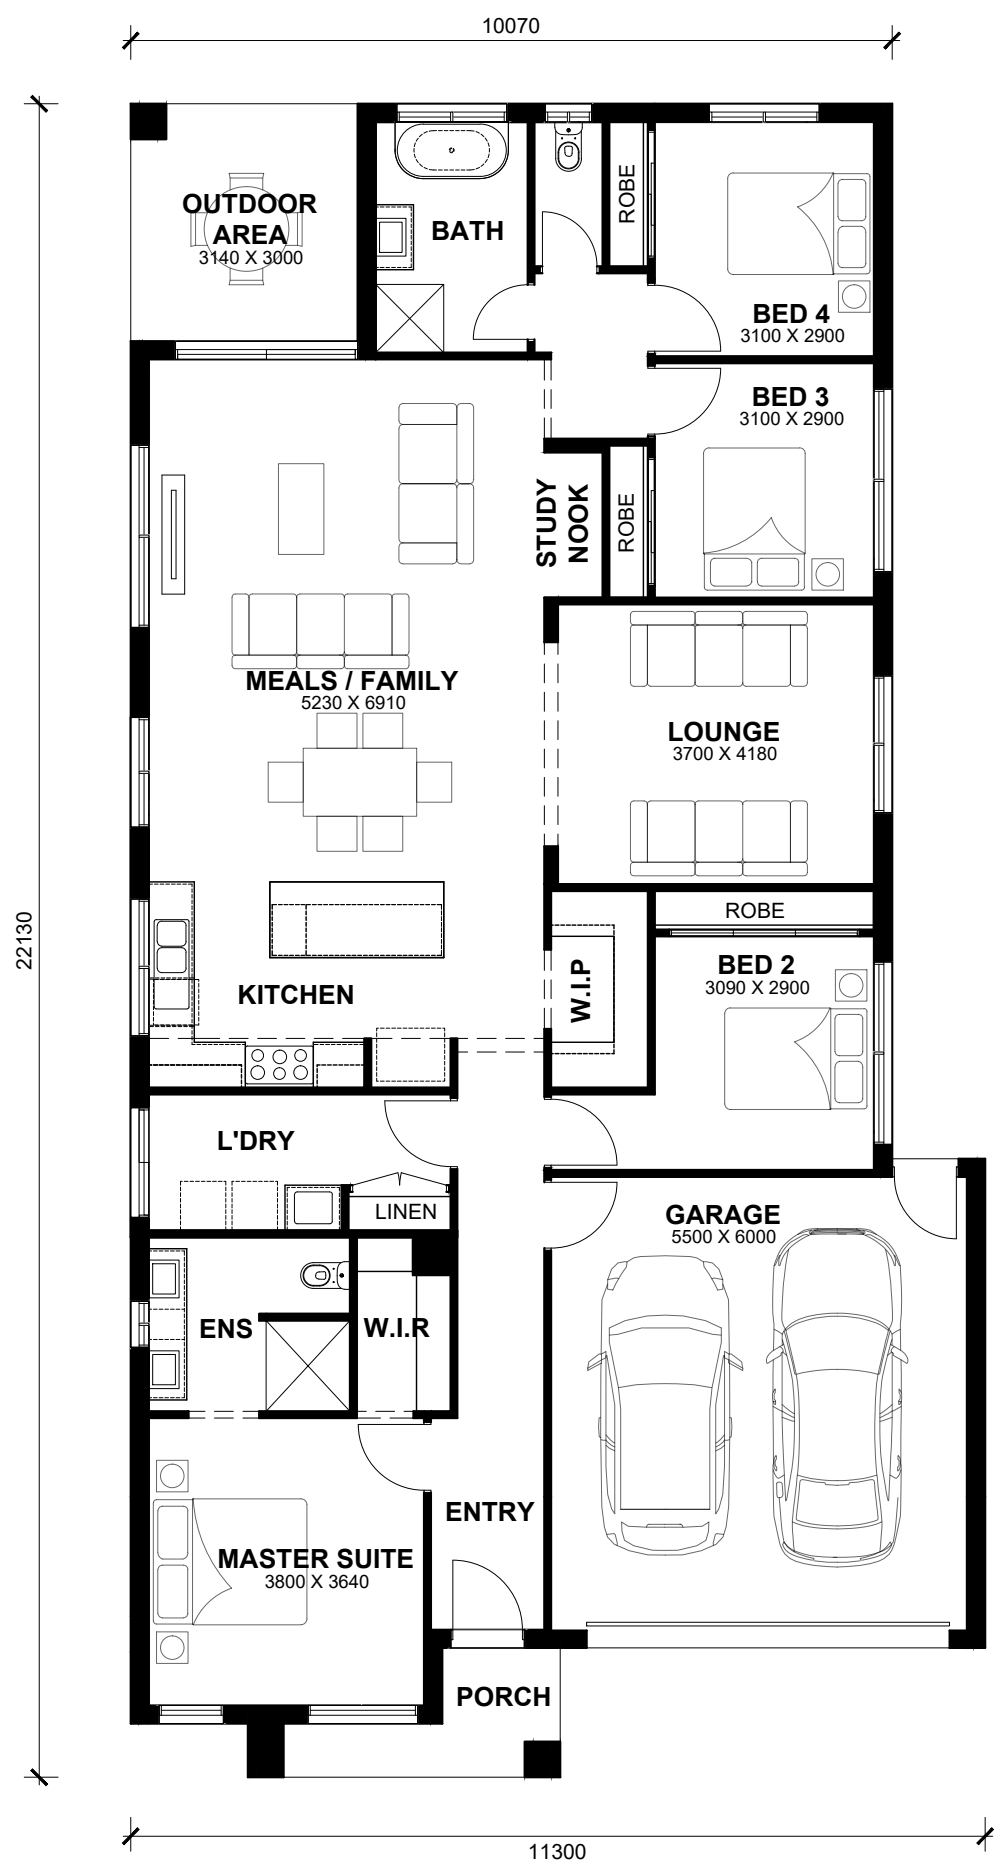 10070
OUTDOOR
AREA
3140 X 3000
BATH
ROBE
BED 4
3100 X 2900
BED 3
3100 X 2900
STUDY
NOOK
ROBE
MEALS / FAMILY
5230 X 6910
LOUNGE
3700 X 4180
22130
ROBE
KITCHEN
W.I.P
BED 2
3090 X 2900
L'DRY
LINEN
GARAGE
5500 X 6000
ENS
W.I.R
ENTRY
MASTER SUITE
3800 X 3640
PORCH
11300